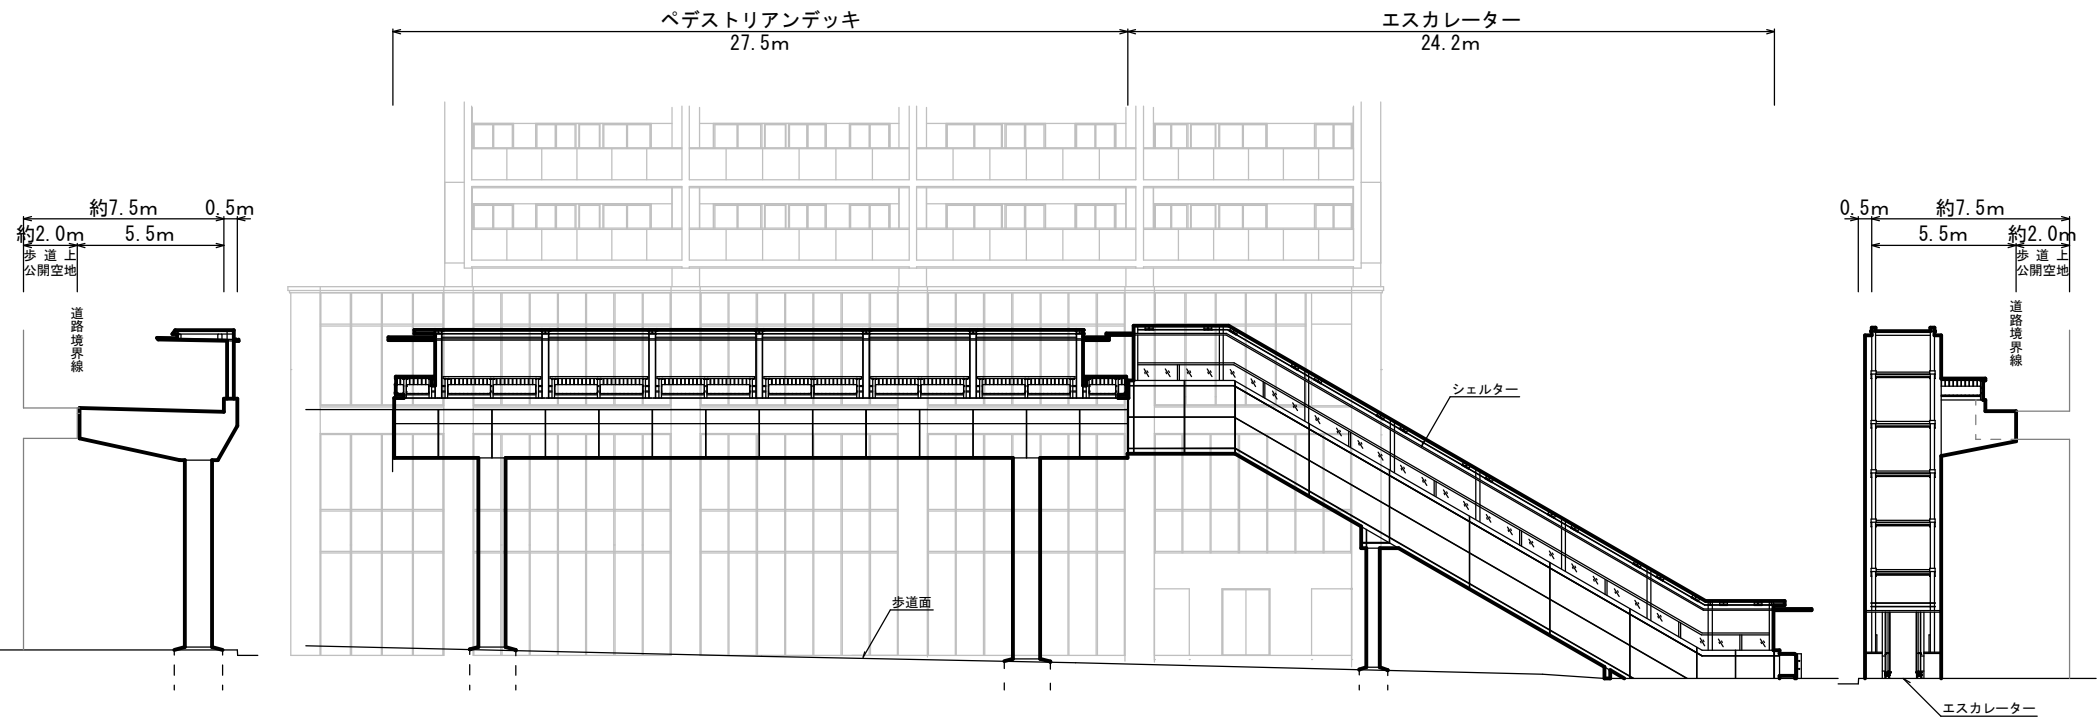 ペデストリアンデッキ
27.5m
エスカレーター
24.2m
約7.5m
0.5m
約2.0m
5.5m
歩道上
公開空地
道路境界線
0.5m
約7.5m
5.5m
約2.0m
歩道上
公開空地
道路境界線
シェルター
歩道面
エスカレーター